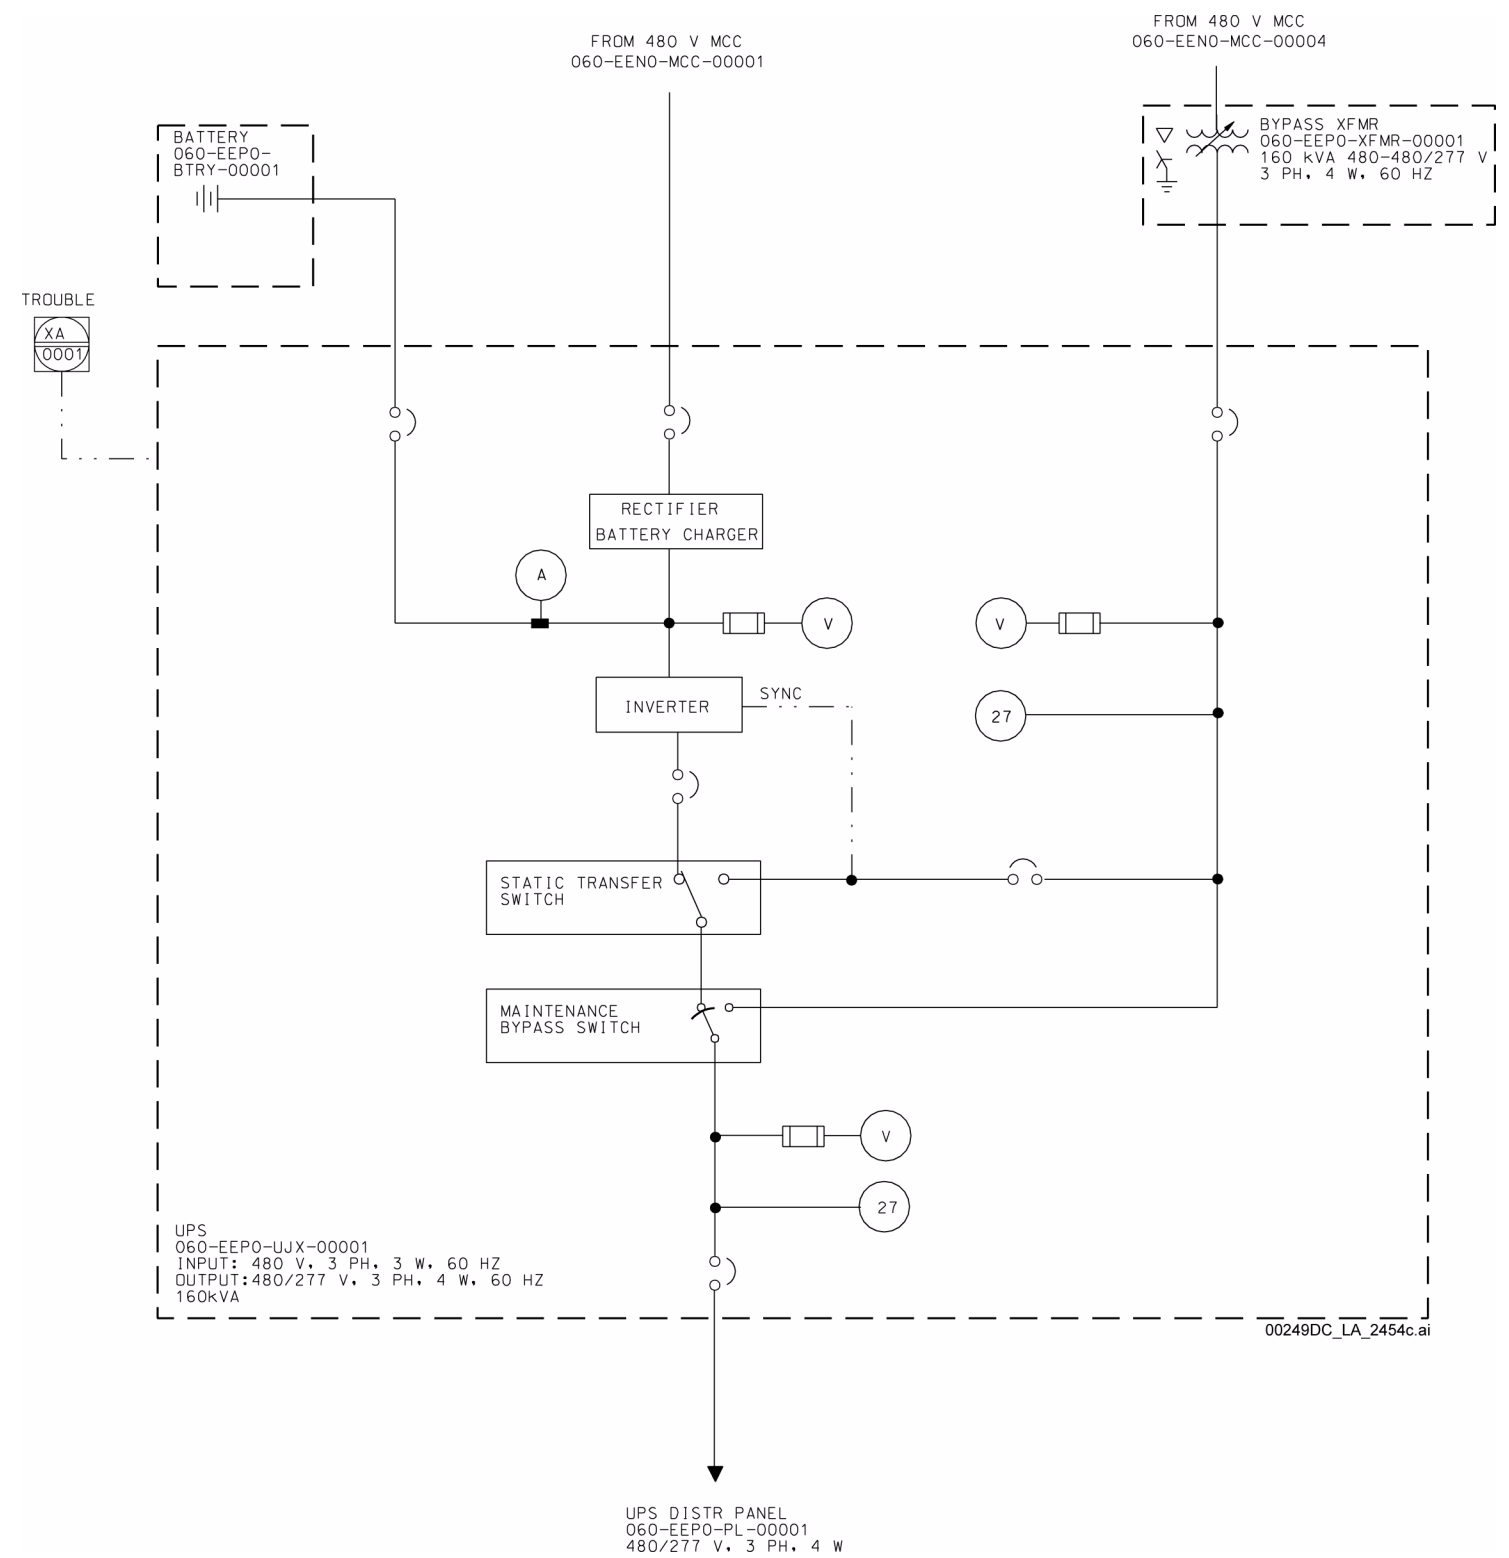 FROM 480 V MCC
060-EEN0-MCC-00001
FROM 480 V MCC
060-EEN0-MCC-00004
BATTERY
060-EEP0-
BTRY-00001
BYPASS XFMR
060-EEP0-XFMR-00001
160 kVA 480-480/277 V
3 PH, 4 W, 60 HZ
TROUBLE
XA
0001
RECTIFIER
BATTERY CHARGER
A
V
V
INVERTER
SYNC
27
STATIC TRANSFER
SWITCH
MAINTENANCE
BYPASS SWITCH
V
27
UPS
060-EEP0-UJX-00001
INPUT: 480 V, 3 PH, 3 W, 60 HZ
OUTPUT:480/277 V, 3 PH, 4 W, 60 HZ
160kVA
00249DC_LA_2454c.ai
UPS DISTR PANEL
060-EEP0-PL-00001
480/277 V, 3 PH, 4 W